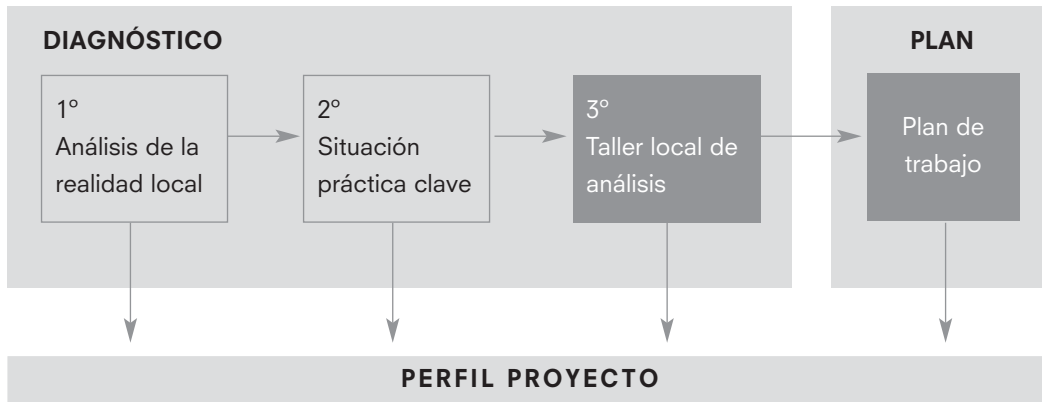 DIAGNÓSTICO
1º
Análisis de la
realidad local
2º
Situación
práctica clave
3º
Taller local de
análisis
PLAN
Plan de
trabajo
PERFIL PROYECTO